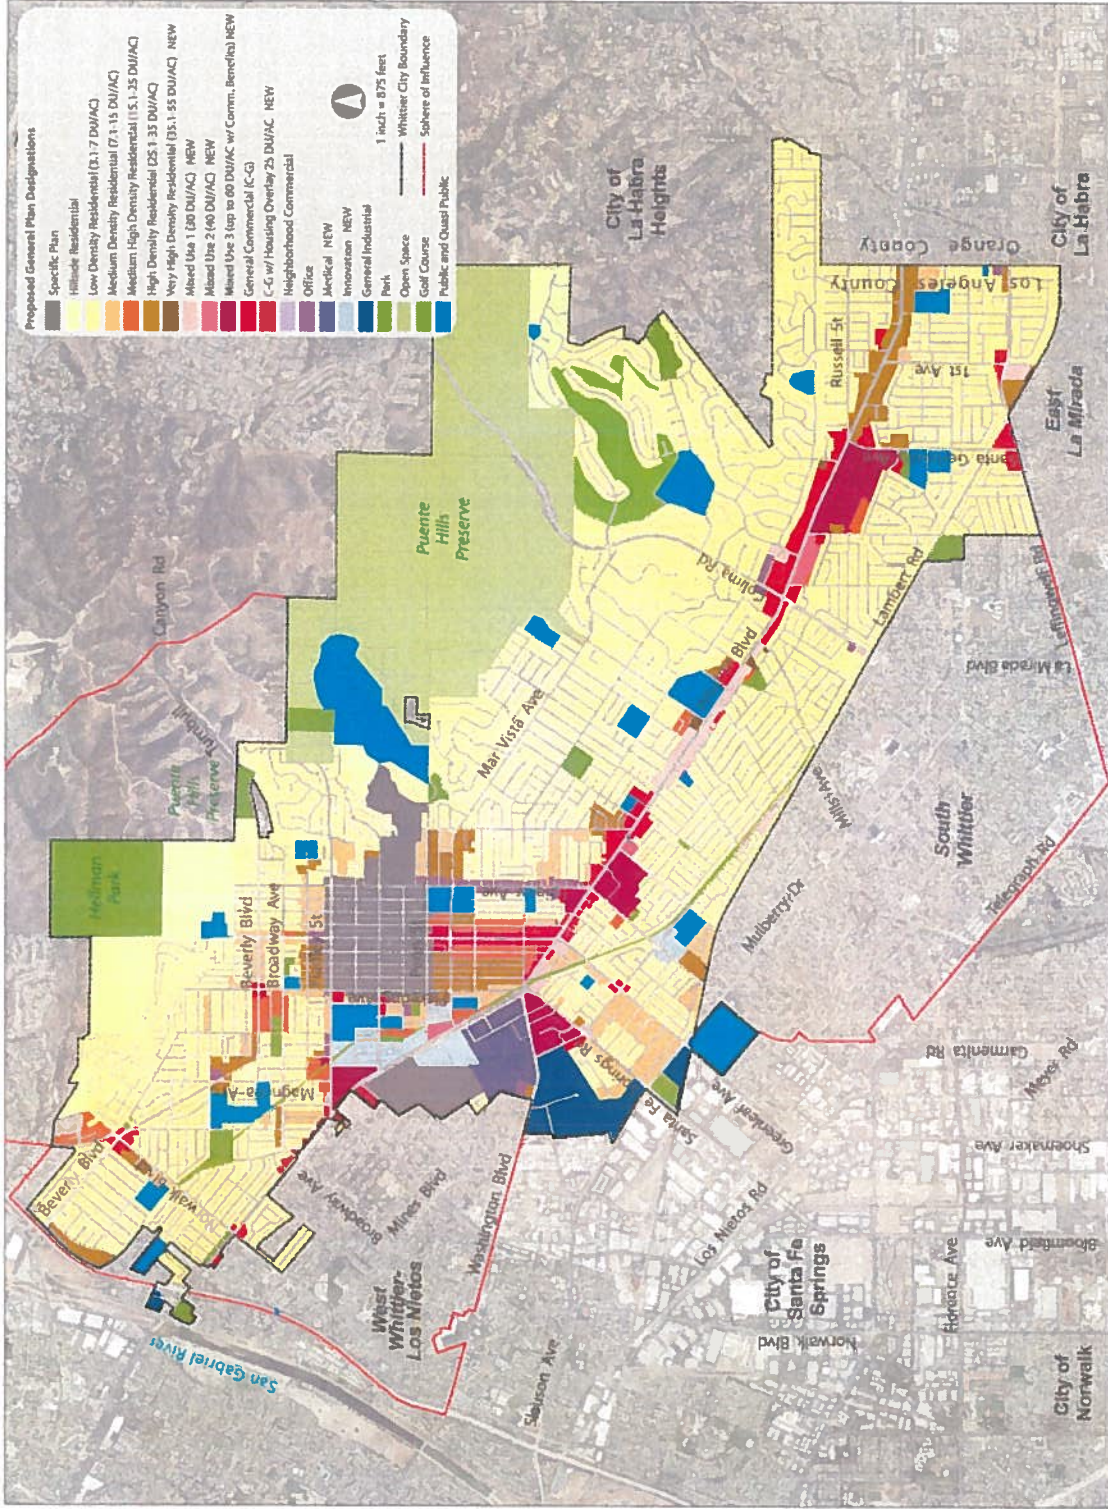 Proposed General Plan Designations
Specific Plan
Hillside Residential
Low Density Residential (3.1-7 DU/AC)
Medium Density Residential (7.1-15 DU/AC)
Medium High Density Residential (15.1-25 DU/AC)
High Density Residential (25.1-35 DU/AC)
Very High Density Residential (35.1-55 DU/AC) NEW
Mixed Use 1 (30 DU/AC) NEW
Mixed Use 2 (40 DU/AC) NEW
Mixed Use 3 (up to 60 DU/AC w/ Comm. Benefits) NEW
General Commercial (C-G)
C-G w/ Housing Overlay 25 DU/AC NEW
Neighborhood Commercial
Office
Medical NEW
Innovation NEW
General Industrial
Park
Open Space
Golf Course
Public and Quasi Public
1 inch = 875 feet
Whittier City Boundary
Sphere of Influence
City of
La Habra
Heights
Orange County
Los Angeles County
City of
La Habra
Russell St
1st Ave
East
La Mirada
Puente
Hills
Preserve
Canyon Rd
Turnbull
Puente
Hills
Preserve
Colima Rd
Lambert Rd
Blvd
Leffingwell Rd
La Mirada Blvd
Mar Vista Ave
Mills Ave
South
Whittier
Telegraph Rd
Hellman
Park
Beverly Blvd
Broadway Ave
St
Mulberry Dr
Magnolia A
Springs Rd
Santa Fe
Greenleaf Ave
Carmenita Rd
Meyer Rd
Shoemaker Ave
Beverly Blvd
Norwalk Blvd
Broadway Ave
Mines Blvd
Washington Blvd
Los Nietos Rd
Bloomfield Ave
San Gabriel River
West
Whittier-
Los Nietos
City of
Santa Fe
Springs
Florence Ave
Norwalk Blvd
Slauson Ave
City of
Norwalk